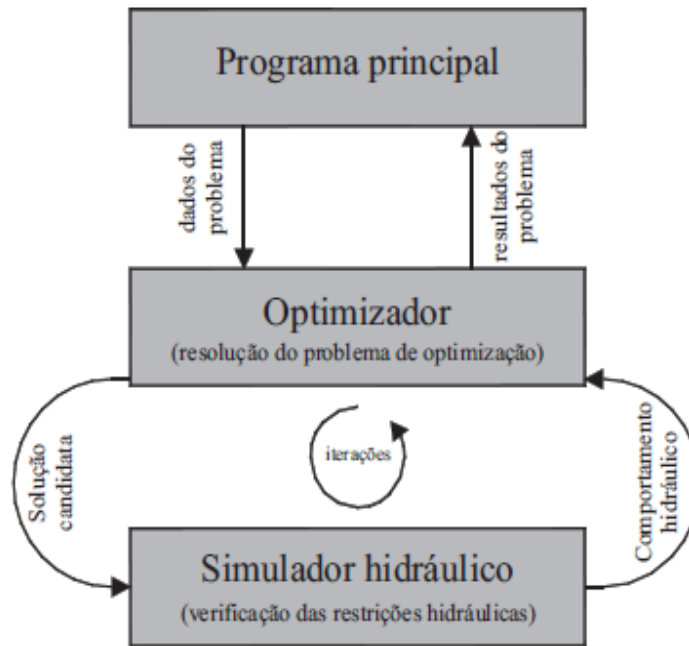 Programa principal
dados do
problema
resultados do
problema
Optimizador
(resolução do problema de optimização)
Solução
candidata
iterações
Comportamento
hidráulico
Simulador hidráulico
(verificação das restrições hidráulicas)